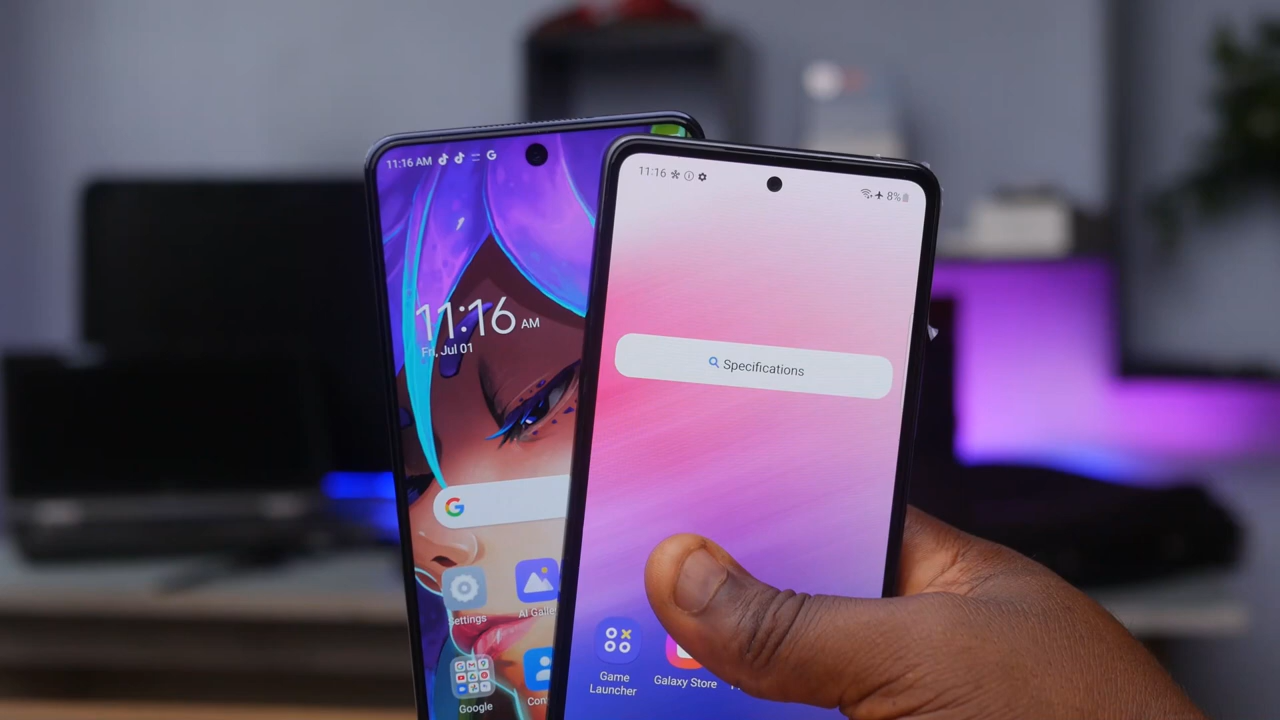 11:16 AM
11:16 AM
Fri, Jul 01
Settings
Google
11:16
8%
Specifications
Game
Launcher
Galaxy Store